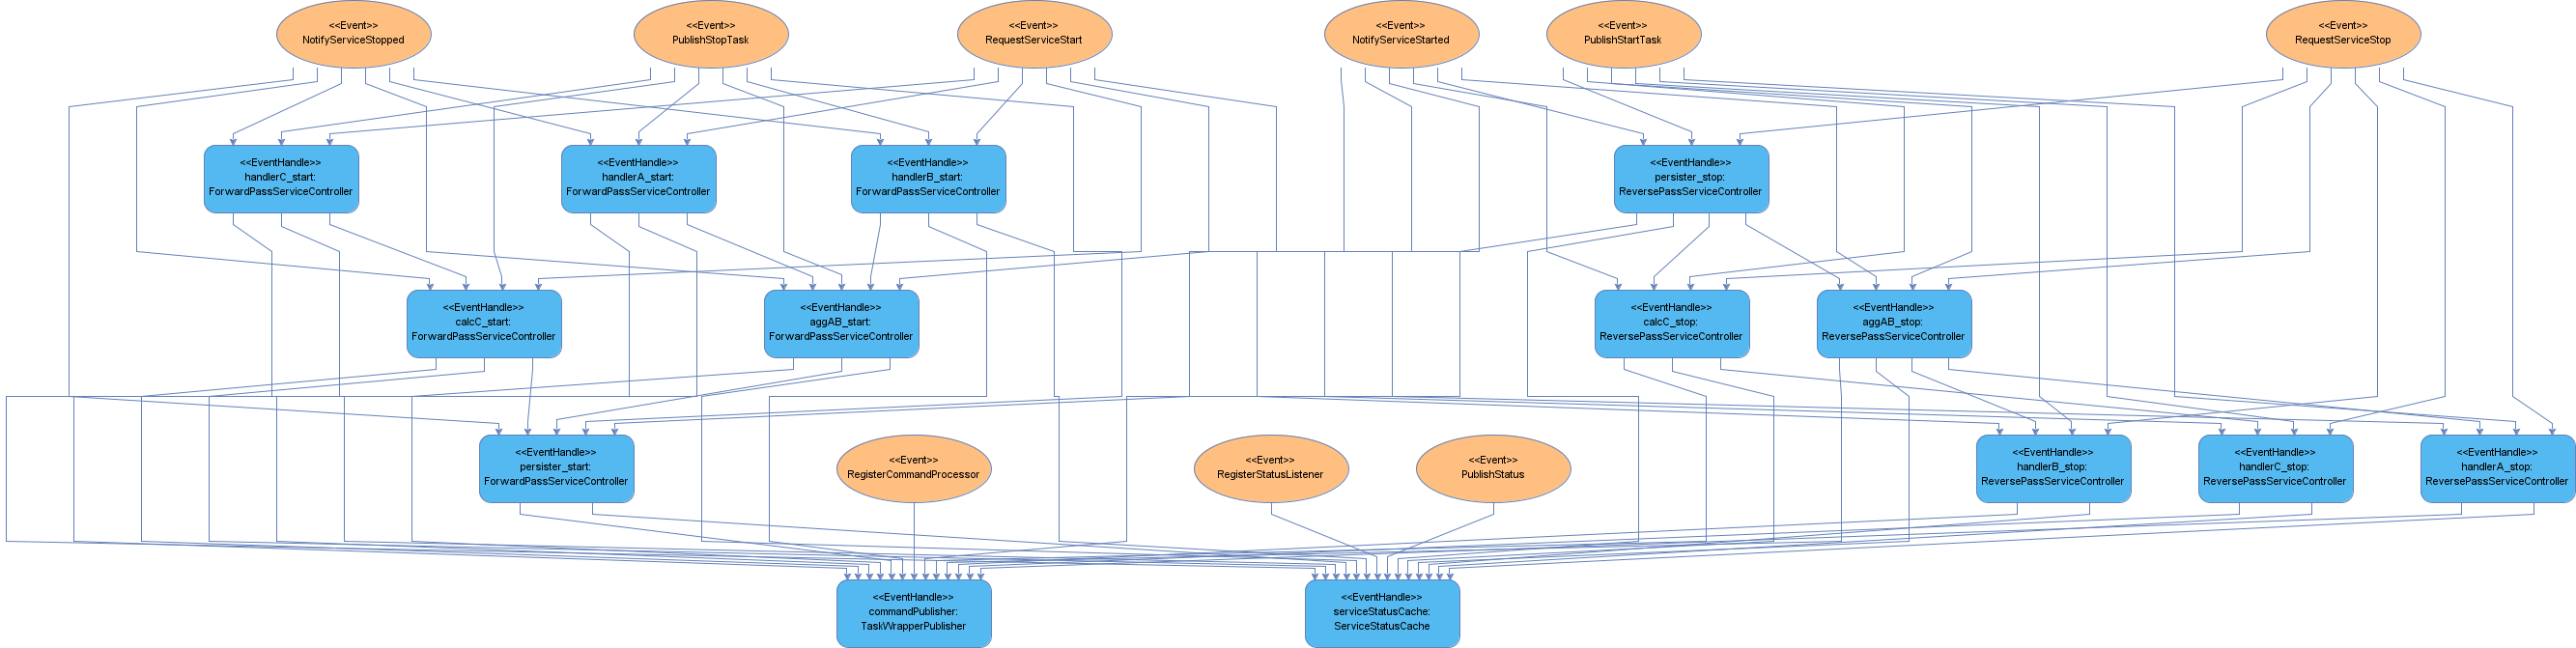 <<Event>>
NotifyServiceStopped
<<Event>>
PublishStopTask
<<Event>>
RequestServiceStart
<<Event>>
NotifyServiceStarted
<<Event>>
PublishStartTask
<<Event>>
RequestServiceStop
<<EventHandle>>
handlerC_start:
ForwardPassServiceController
<<EventHandle>>
handlerA_start:
ForwardPassServiceController
<<EventHandle>>
handlerB_start:
ForwardPassServiceController
<<EventHandle>>
persister_stop:
ReversePassServiceController
<<EventHandle>>
calcC_start:
ForwardPassServiceController
<<EventHandle>>
aggAB_start:
ForwardPassServiceController
<<EventHandle>>
calcC_stop:
ReversePassServiceController
<<EventHandle>>
aggAB_stop:
ReversePassServiceController
<<EventHandle>>
persister_start:
ForwardPassServiceController
<<Event>>
RegisterCommandProcessor
<<Event>>
RegisterStatusListener
<<Event>>
PublishStatus
<<EventHandle>>
handlerB_stop:
ReversePassServiceController
<<EventHandle>>
handlerC_stop:
ReversePassServiceController
<<EventHandle>>
handlerA_stop:
ReversePassServiceController
<<EventHandle>>
commandPublisher:
TaskWrapperPublisher
<<EventHandle>>
serviceStatusCache:
ServiceStatusCache